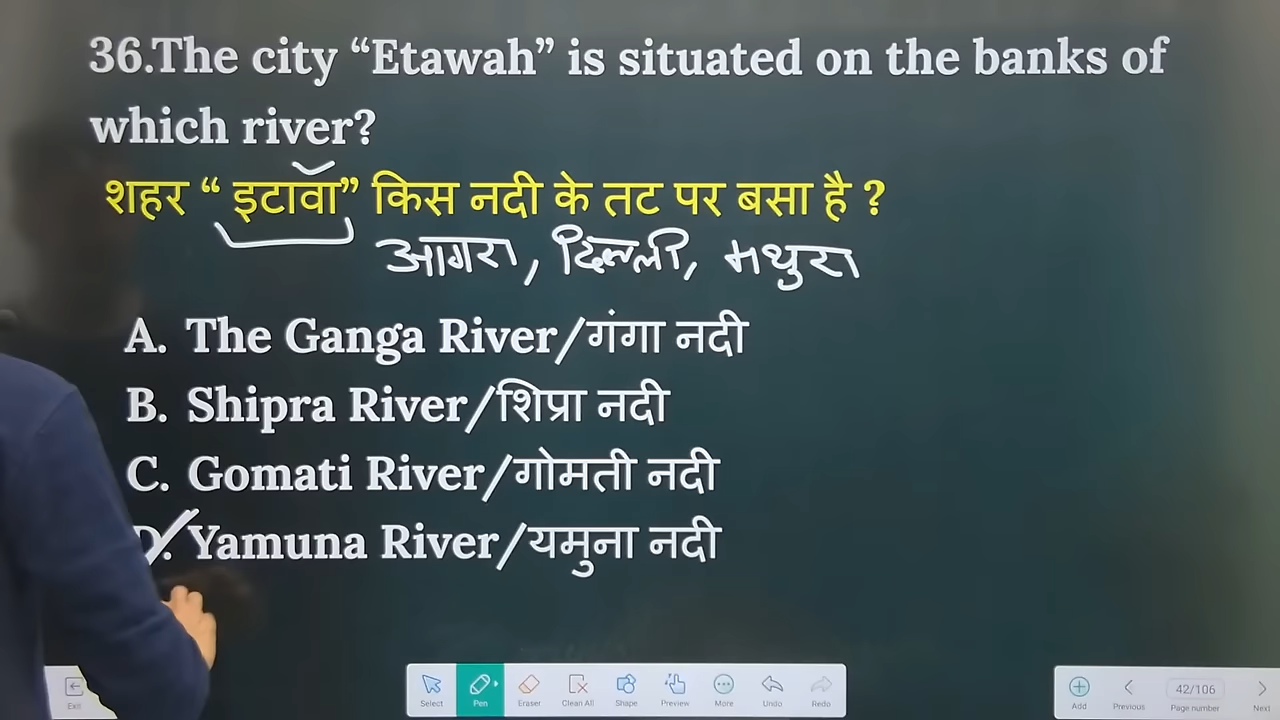 36.The city “Etawah” is situated on the banks of
which river?
शहर “ इटावा” किस नदी के तट पर बसा है ?
आगरा, दिल्ली, मथुरा
A. The Ganga River/गंगा नदी
B. Shipra River/शिप्रा नदी
C. Gomati River/गोमती नदी
D. Yamuna River/यमुना नदी
Exit
Select Pen Eraser Clean All Shape Preview More Undo Redo
Add Previous 42/106 Page number Next